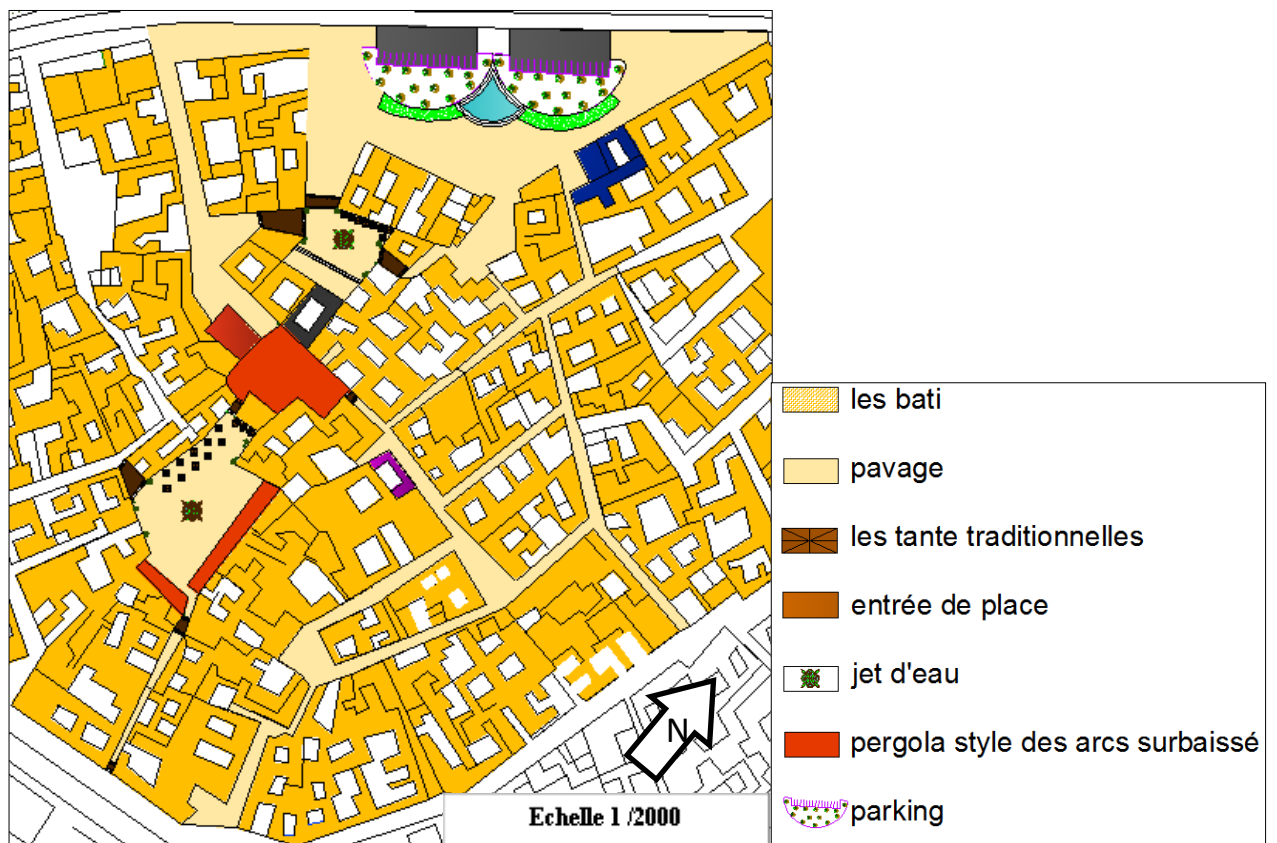 les bati
pavage
les tante traditionnelles
entrée de place
jet d'eau
pergola style des arcs surbaissé
parking
N
Echelle 1 /2000